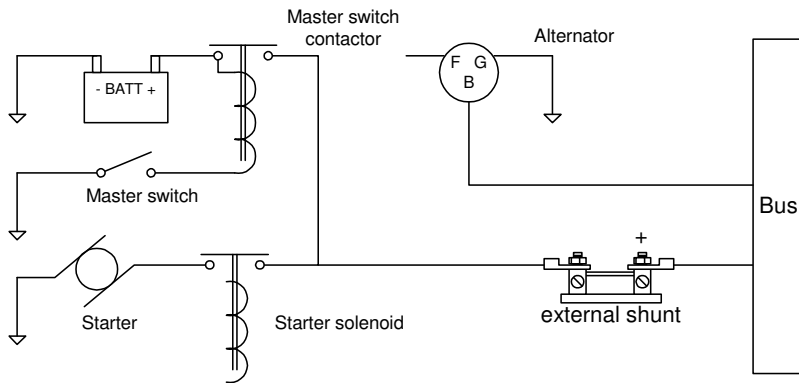 Master switch
contactor
Alternator
F G
B
- BATT +
Master switch
Bus
+
Starter
Starter solenoid
external shunt